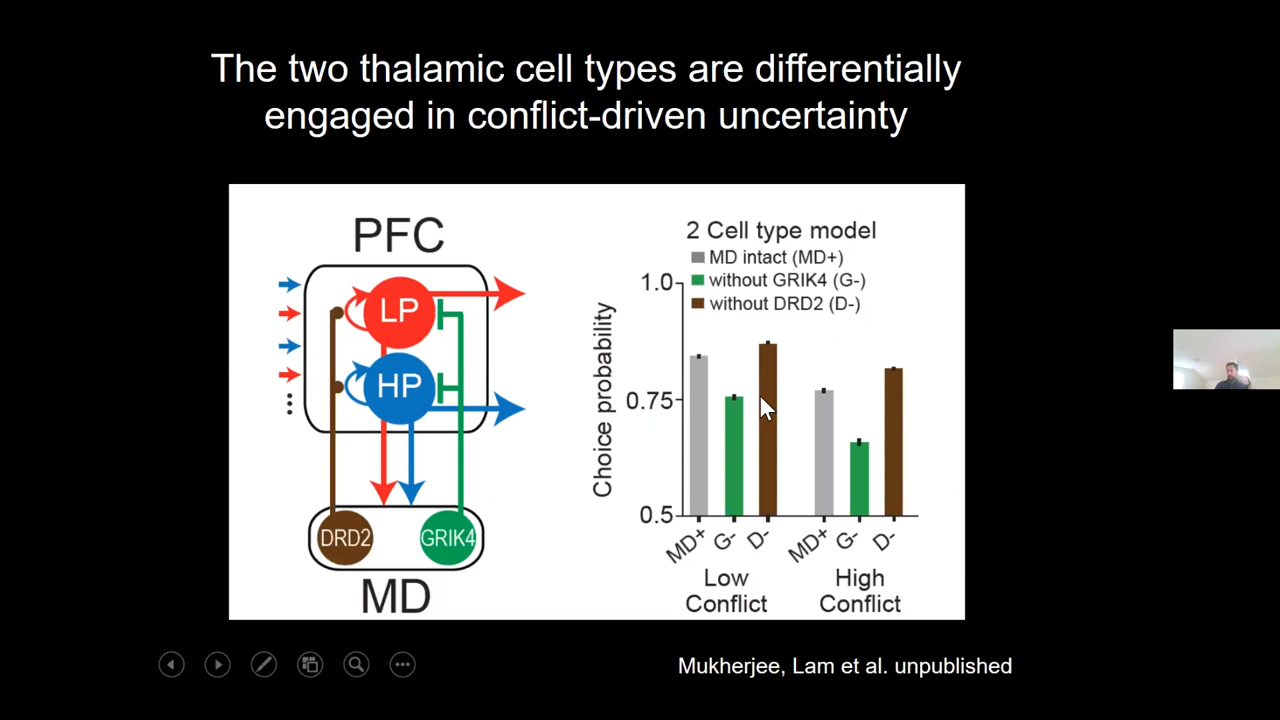 The two thalamic cell types are differentially
engaged in conflict-driven uncertainty
PFC
LP
HP
DRD2
GRIK4
MD
2 Cell type model
MD intact (MD+)
without GRIK4 (G-)
without DRD2 (D-)
Choice probability
1.0
0.75
0.5
MD+ G- D- MD+ G- D-
Low
Conflict
High
Conflict
Mukherjee, Lam et al. unpublished